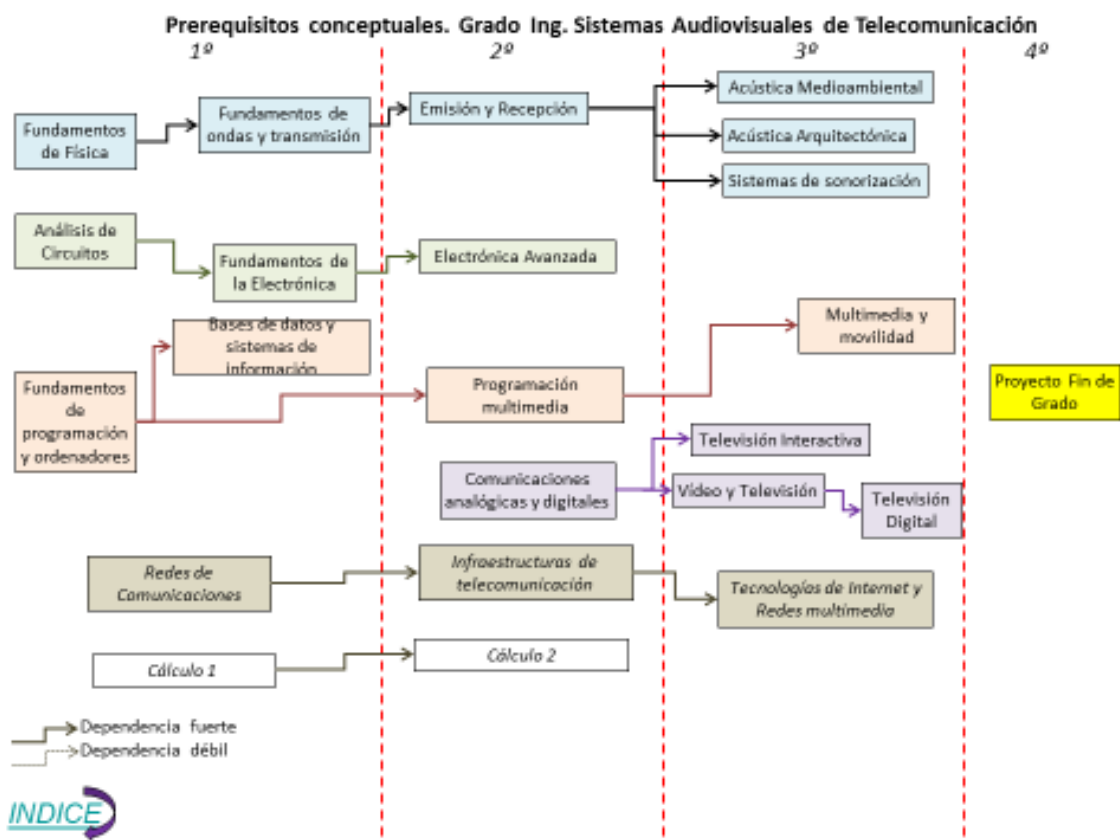 Prerequisitos conceptuales. Grado Ing. Sistemas Audiovisuales de Telecomunicación
1º
2º
3º
4º
Fundamentos
de Física
Fundamentos de
ondas y transmisión
Emisión y Recepción
Acústica Medioambiental
Acústica Arquitectónica
Sistemas de sonorización
Análisis de
Circuitos
Fundamentos de
la Electrónica
Electrónica Avanzada
Bases de datos y
sistemas de
información
Fundamentos
de
programación
y ordenadores
Programación
multimedia
Multimedia y
movilidad
Proyecto Fin de
Grado
Comunicaciones
analógicas y digitales
Televisión Interactiva
Vídeo y Televisión
Televisión
Digital
Redes de
Comunicaciones
Infraestructuras de
telecomunicación
Tecnologías de Internet y
Redes multimedia
Cálculo 1
Cálculo 2
Dependencia fuerte
Dependencia débil
INDICE